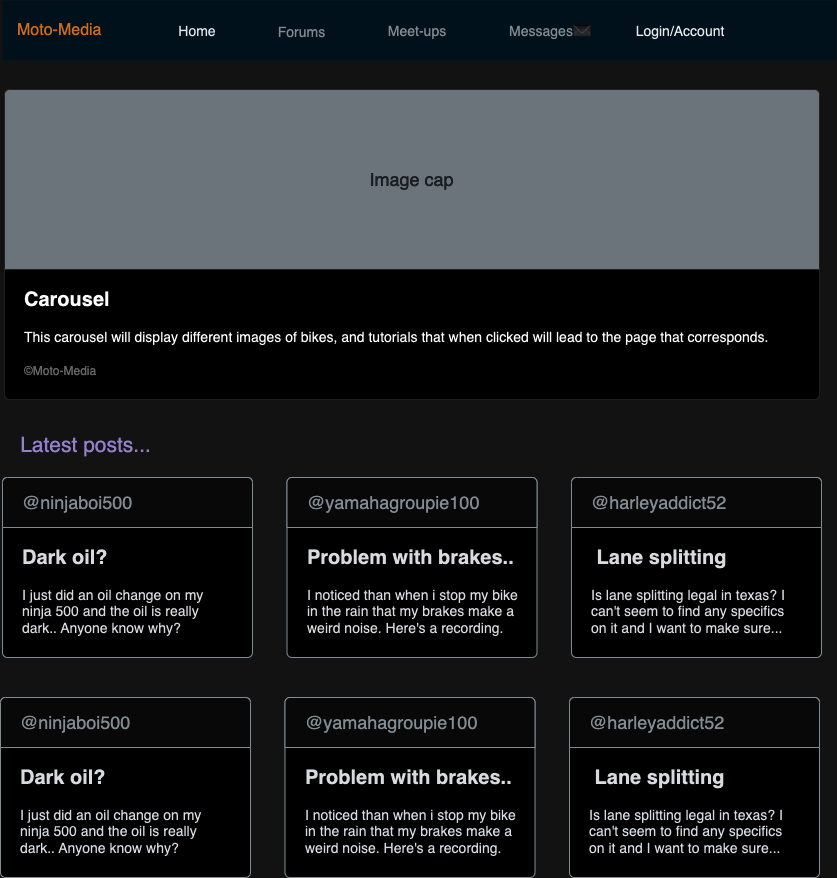 Moto-Media Home Forums Meet-ups Messages Login/Account
Image cap
Carousel
This carousel will display different images of bikes, and tutorials that when clicked will lead to the page that corresponds.
©Moto-Media
Latest posts...
@ninjaboi500
Dark oil?
I just did an oil change on my
ninja 500 and the oil is really
dark.. Anyone know why?
@yamahagroupie100
Problem with brakes..
I noticed than when i stop my bike
in the rain that my brakes make a
weird noise. Here's a recording.
@harleyaddict52
Lane splitting
Is lane splitting legal in texas? I
can't seem to find any specifics
on it and I want to make sure...
@ninjaboi500
Dark oil?
I just did an oil change on my
ninja 500 and the oil is really
dark.. Anyone know why?
@yamahagroupie100
Problem with brakes..
I noticed than when i stop my bike
in the rain that my brakes make a
weird noise. Here's a recording.
@harleyaddict52
Lane splitting
Is lane splitting legal in texas? I
can't seem to find any specifics
on it and I want to make sure...